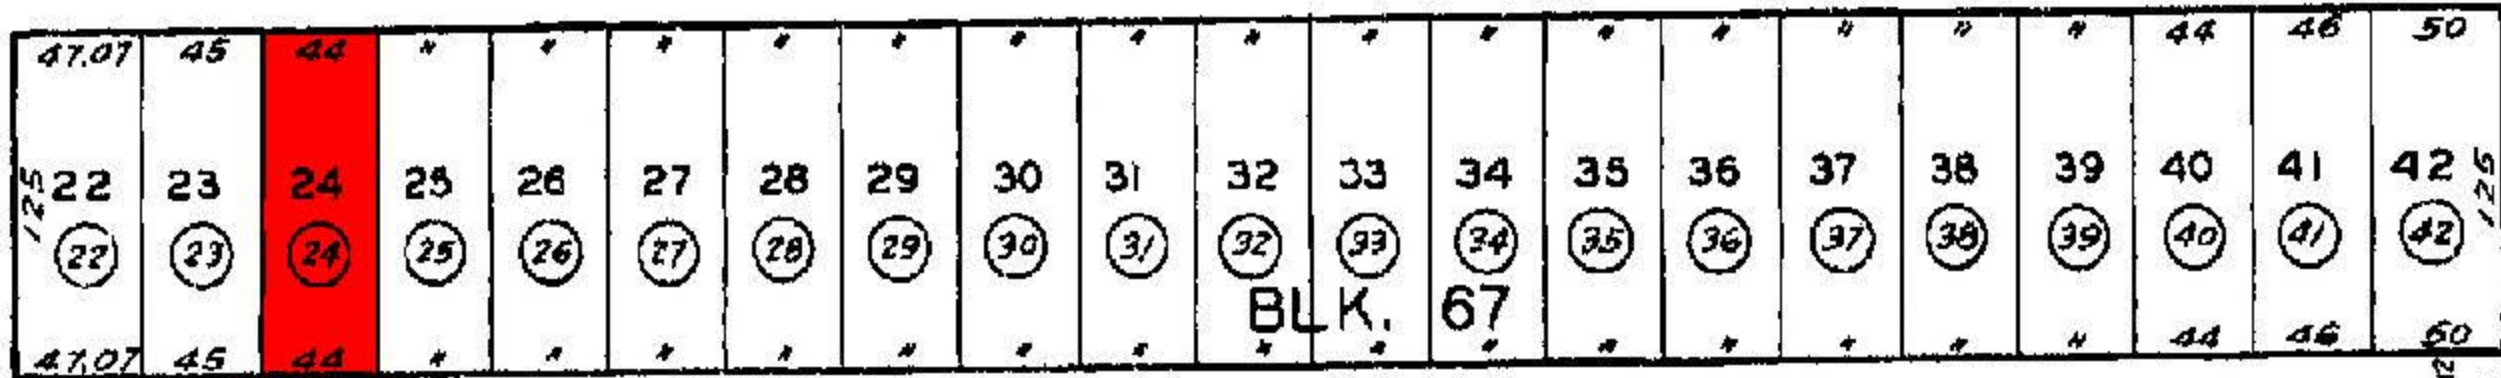 47.07 45 44 " " " " " " " " " " " " " " " 44 46 50
125 22 23 24 25 26 27 28 29 30 31 32 33 34 35 36 37 38 39 40 41 42 125
22 23 24 25 26 27 28 29 30 31 32 33 34 35 36 37 38 39 40 41 42
BLK. 67
47.07 45 44 " " " " " " " " " " " " " " " 44 46 50